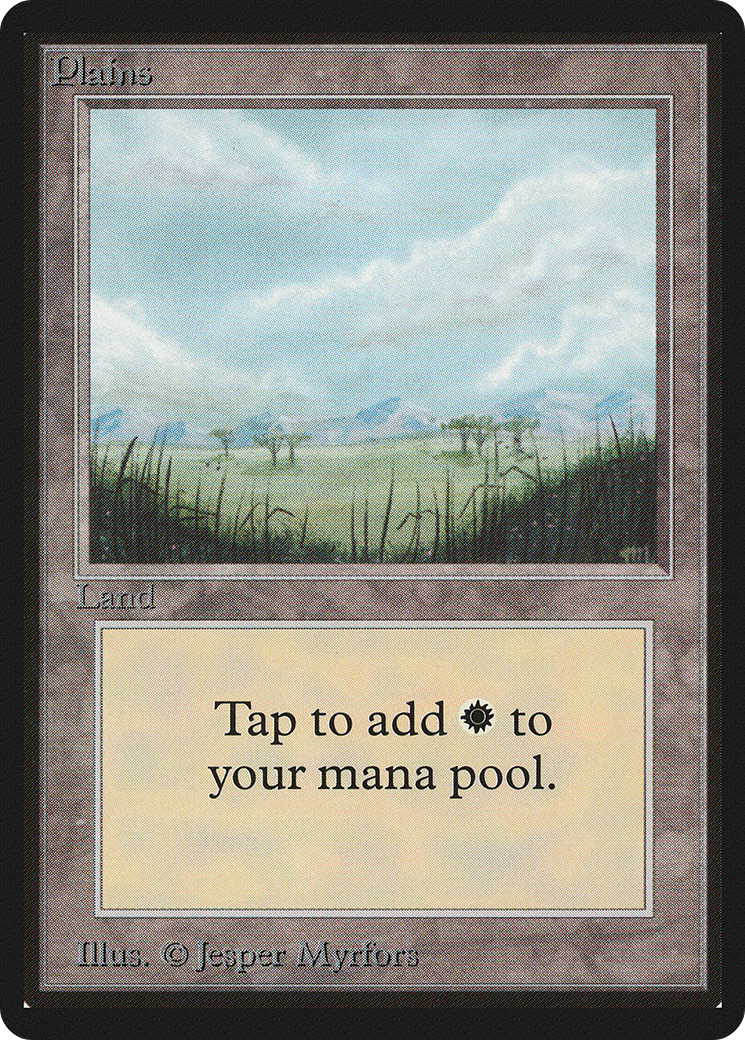 Plains
Land
Tap to add to
your mana pool.
Illus. © Jesper Myrfors